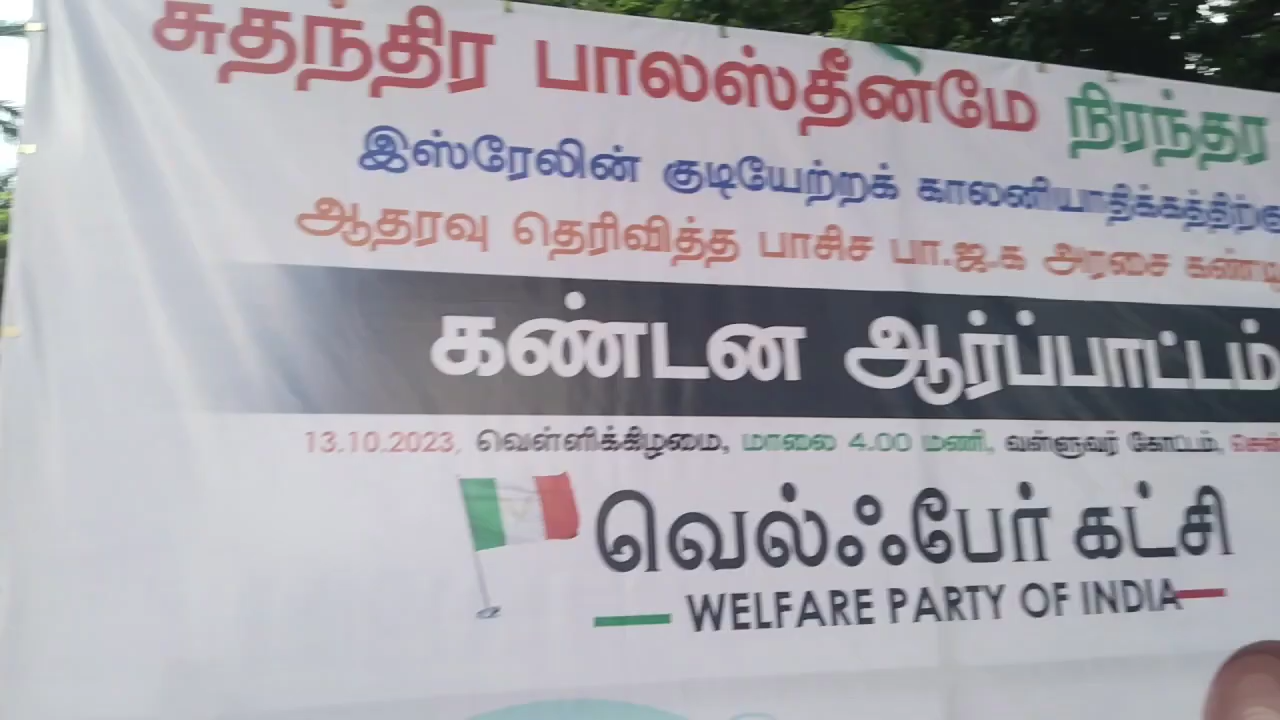 சுதந்திர பாலஸ்தீனமே நிரந்தர
இஸ்ரேலின் குடியேற்றக் காலனியாதிக்கத்திற்கு
ஆதரவு தெரிவித்த பாசிச பா.ஜ.க அரசை
கண்டன ஆர்ப்பாட்டம்
13.10.2023, வெள்ளிக்கிழமை, மாலை 4.00 மணி, வள்ளுவர் கோட்டம்,
வெல்ஃபேர் கட்சி
WELFARE PARTY OF INDIA